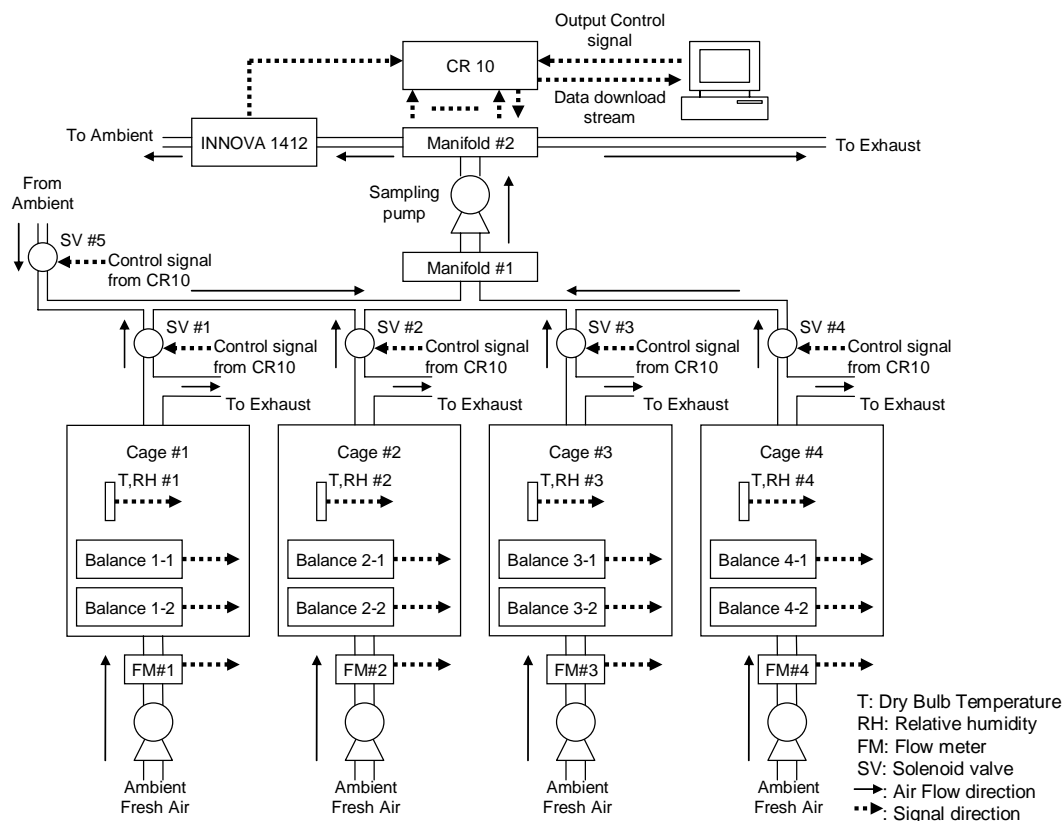 Output Control
signal
CR 10
Data download
stream
To Ambient
INNOVA 1412
Manifold #2
To Exhaust
From
Ambient
Sampling
pump
SV #5
Control signal
from CR10
Manifold #1
SV #1
Control signal
from CR10
To Exhaust
SV #2
Control signal
from CR10
To Exhaust
SV #3
Control signal
from CR10
To Exhaust
SV #4
Control signal
from CR10
To Exhaust
Cage #1
T,RH #1
Balance 1-1
Balance 1-2
FM#1
Ambient
Fresh Air
Cage #2
T,RH #2
Balance 2-1
Balance 2-2
FM#2
Ambient
Fresh Air
Cage #3
T,RH #3
Balance 3-1
Balance 3-2
FM#3
Ambient
Fresh Air
Cage #4
T,RH #4
Balance 4-1
Balance 4-2
FM#4
Ambient
Fresh Air
T: Dry Bulb Temperature
RH: Relative humidity
FM: Flow meter
SV: Solenoid valve
: Air Flow direction
: Signal direction